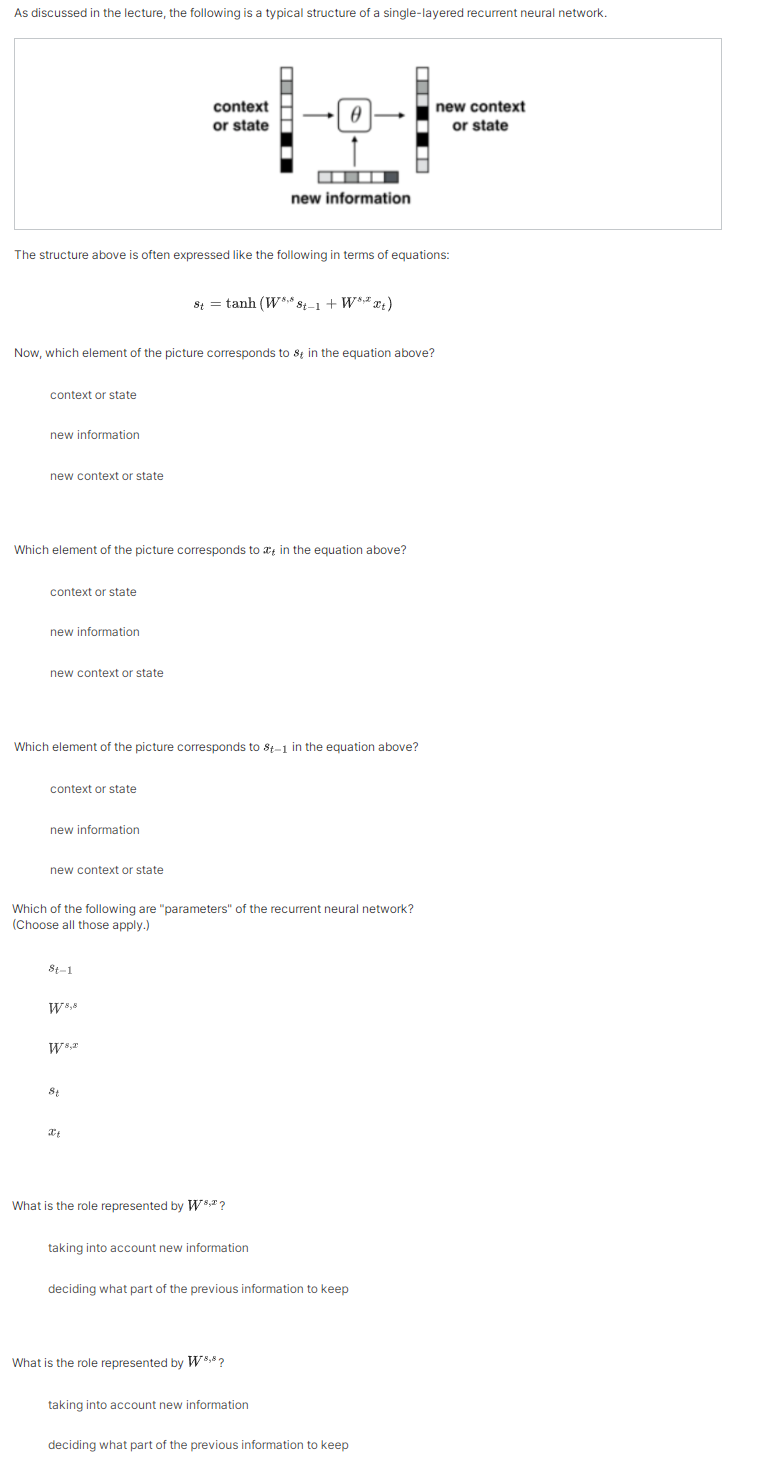 As discussed in the lecture, the following is a typical structure of a single-layered recurrent neural network.
context
or state
θ
new context
or state
new information
The structure above is often expressed like the following in terms of equations:
s_t = tanh (W^{s,s} s_{t−1} + W^{s,x} x_t)
Now, which element of the picture corresponds to s_t in the equation above?
context or state
new information
new context or state
Which element of the picture corresponds to x_t in the equation above?
context or state
new information
new context or state
Which element of the picture corresponds to s_{t−1} in the equation above?
context or state
new information
new context or state
Which of the following are "parameters" of the recurrent neural network?
(Choose all those apply.)
s_{t−1}
W^{s,s}
W^{s,x}
s_t
x_t
What is the role represented by W^{s,x}?
taking into account new information
deciding what part of the previous information to keep
What is the role represented by W^{s,s}?
taking into account new information
deciding what part of the previous information to keep